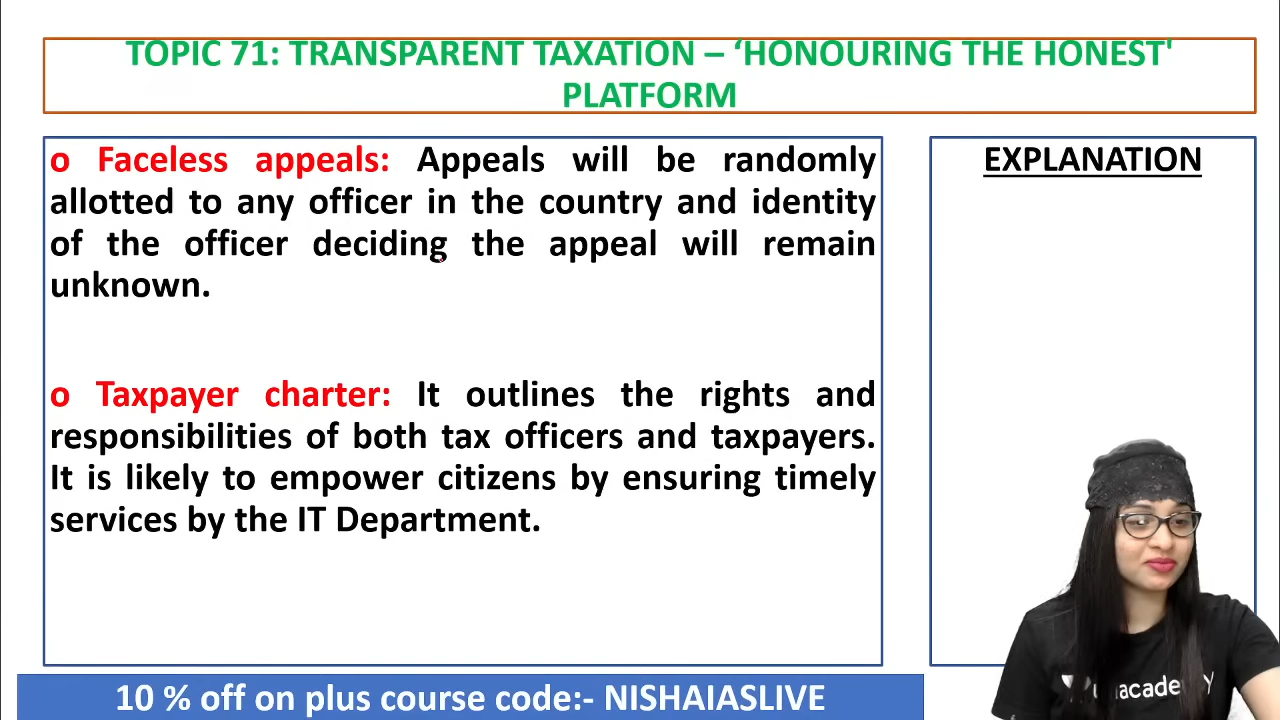 TOPIC 71: TRANSPARENT TAXATION – ‘HONOURING THE HONEST'
PLATFORM
o Faceless appeals: Appeals will be randomly
allotted to any officer in the country and identity
of the officer deciding the appeal will remain
unknown.
o Taxpayer charter: It outlines the rights and
responsibilities of both tax officers and taxpayers.
It is likely to empower citizens by ensuring timely
services by the IT Department.
EXPLANATION
10 % off on plus course code:- NISHAIASLIVE